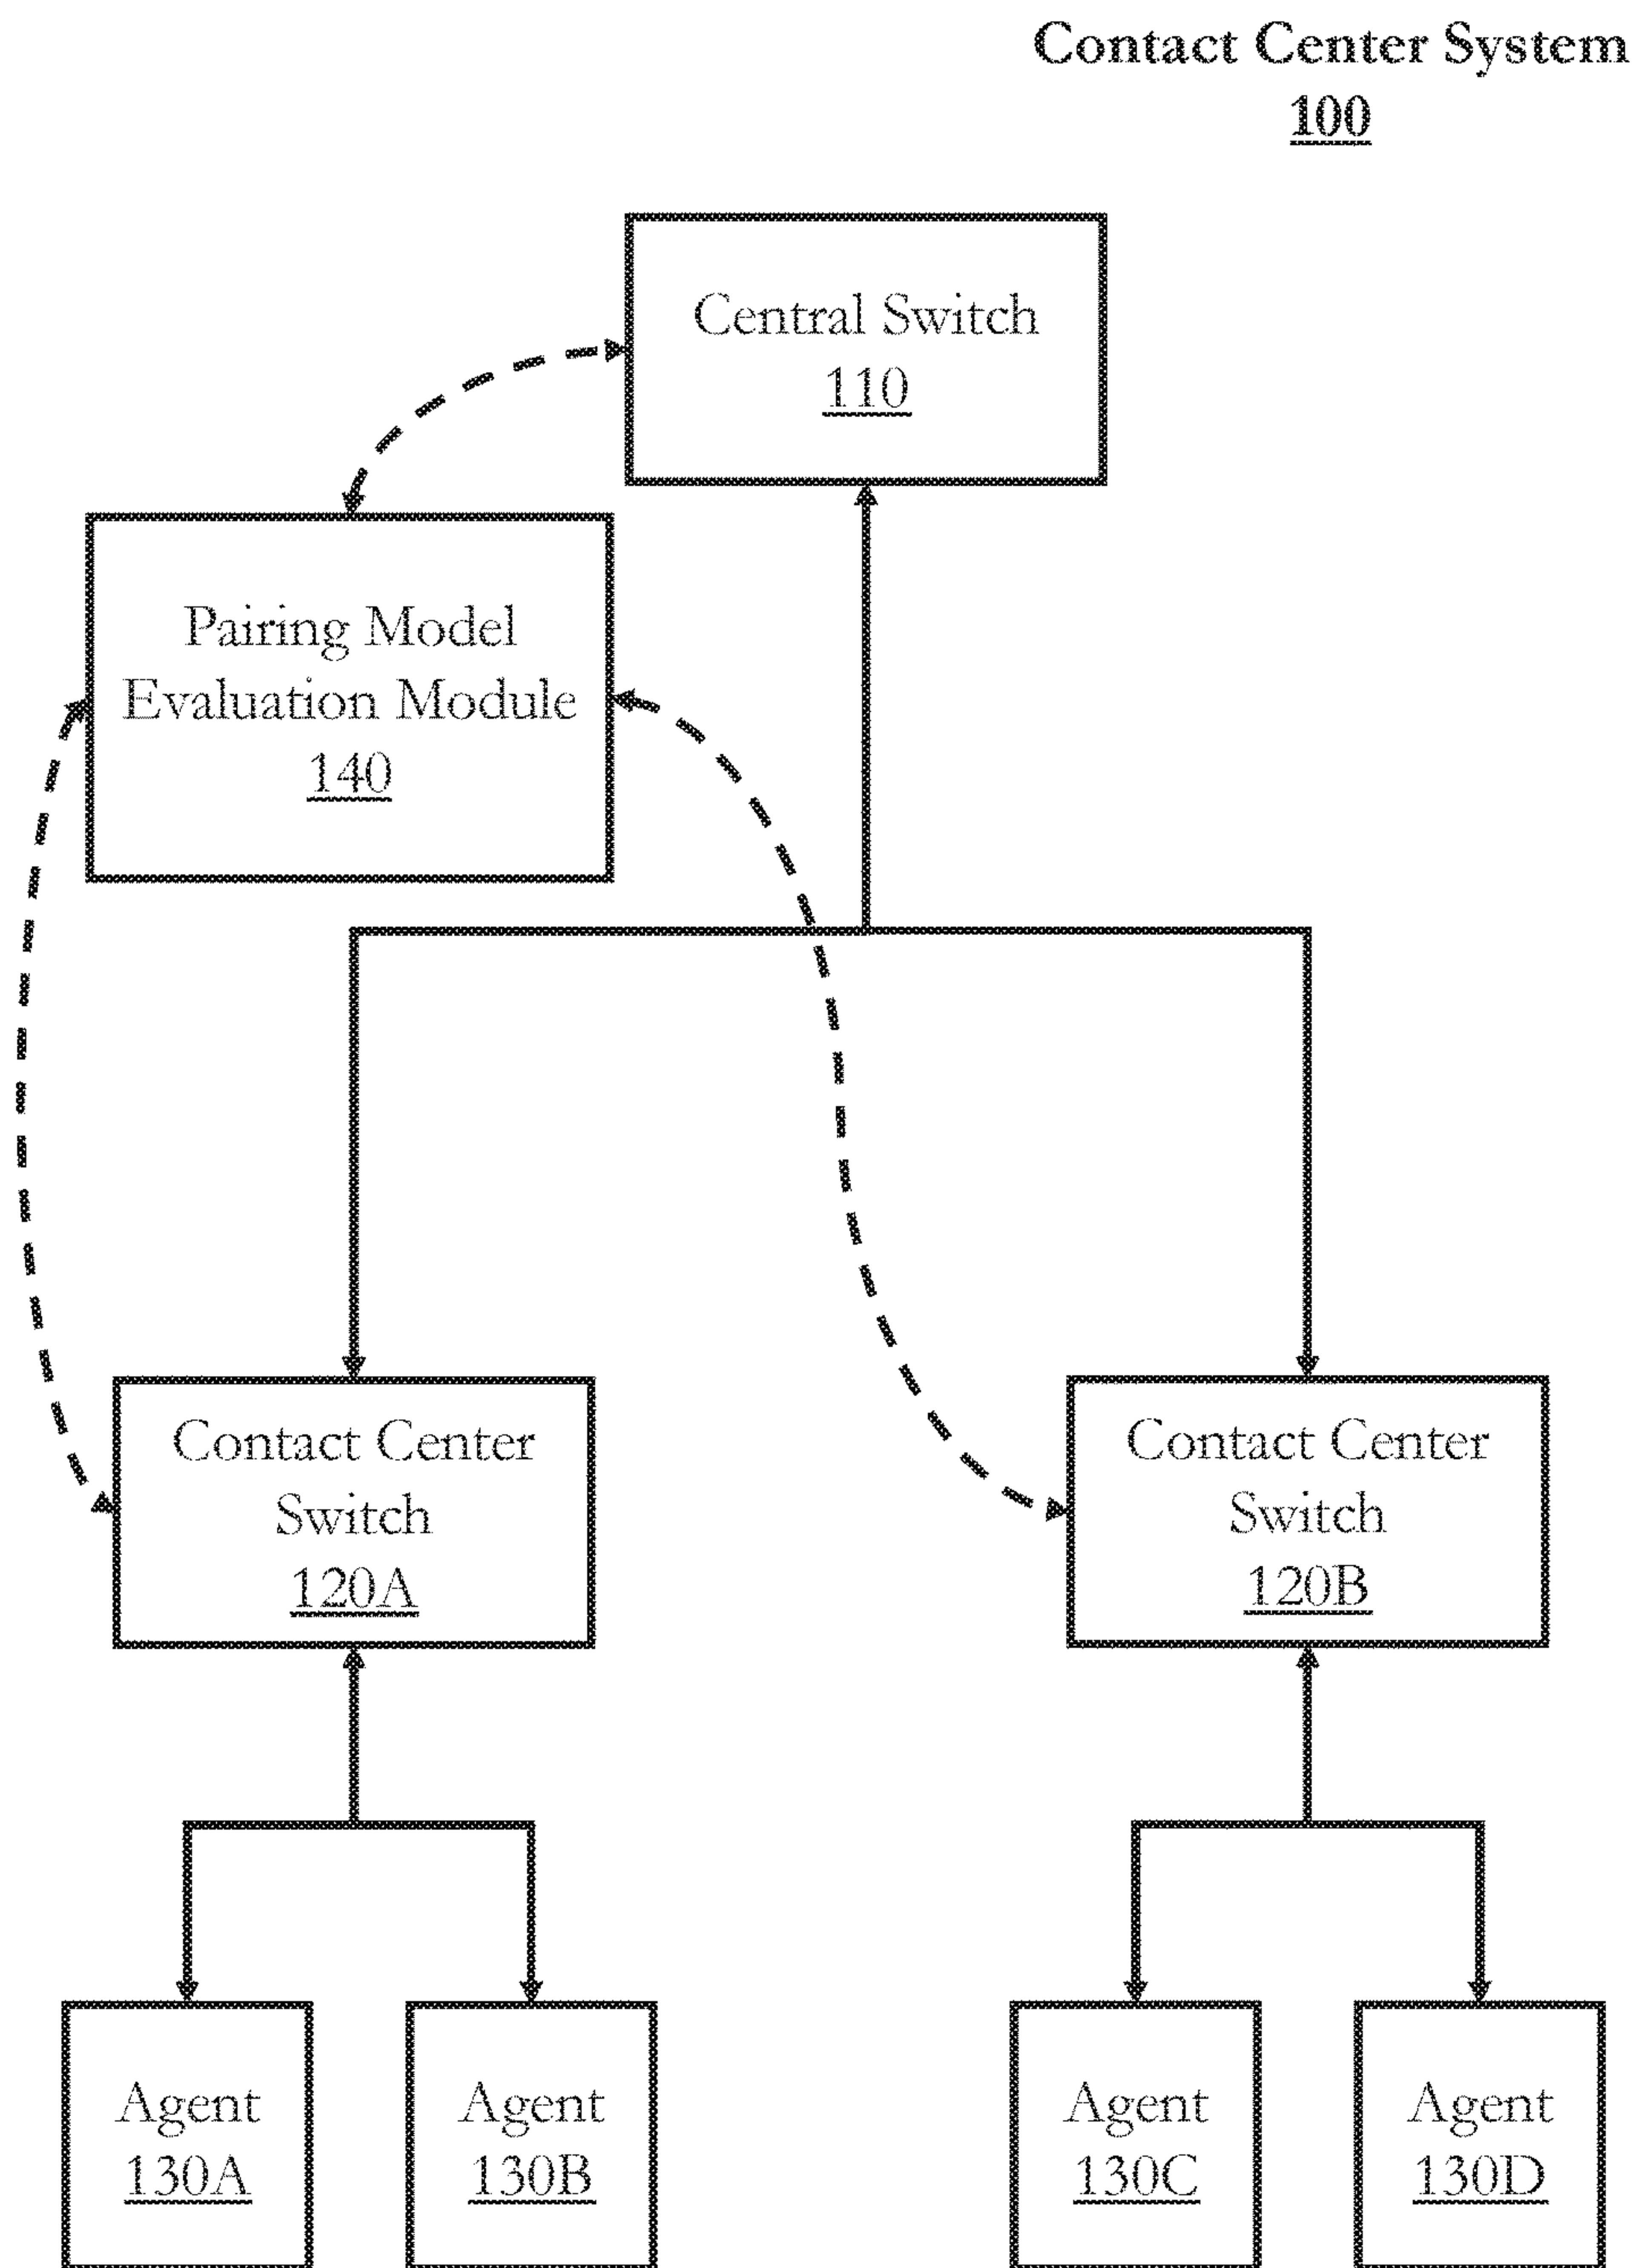 Contact Center System
100
Central Switch
110
Pairing Model
Evaluation Module
140
Contact Center
Switch
120A
Contact Center
Switch
120B
Agent
130A
Agent
130B
Agent
130C
Agent
130D